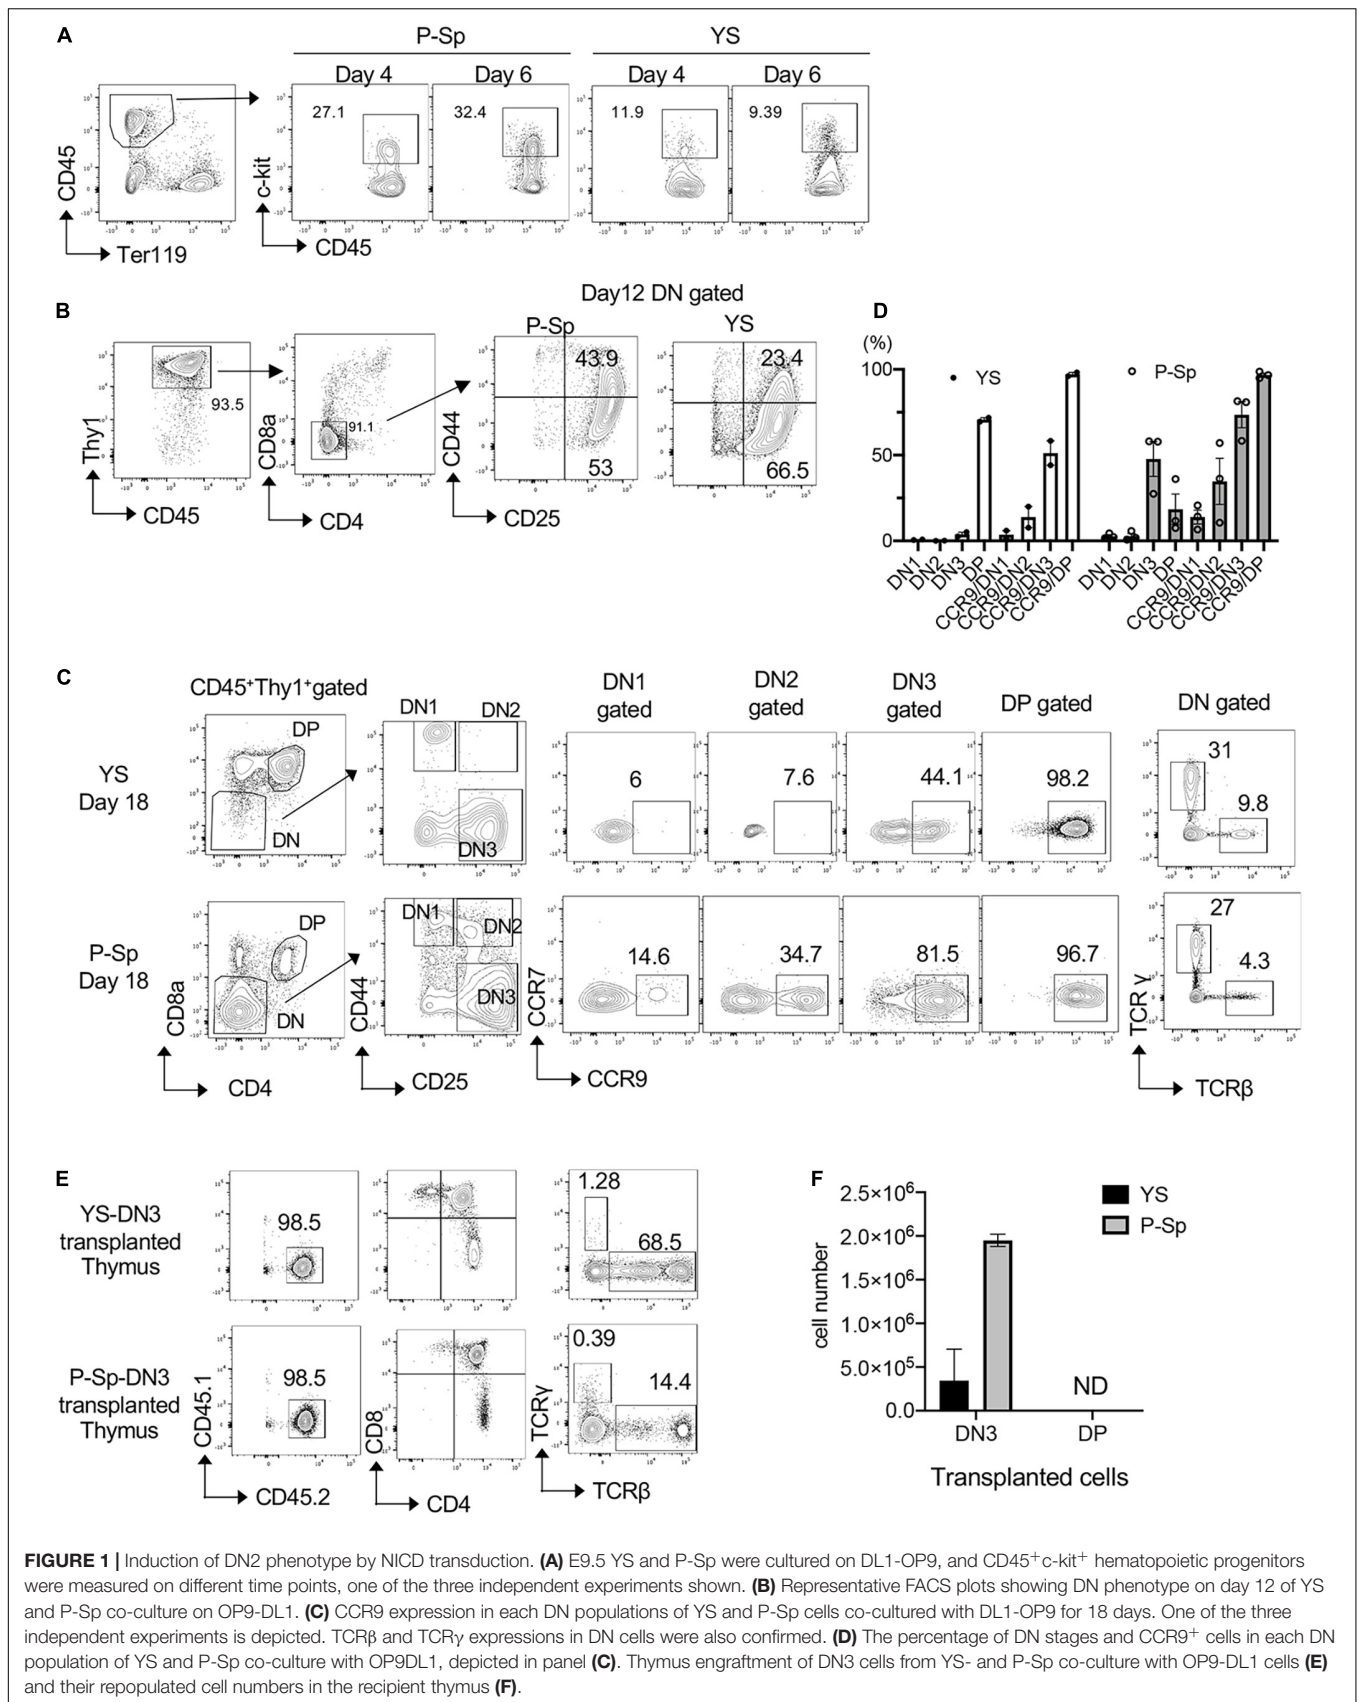 A
P-Sp
YS
Day 4
Day 6
Day 4
Day 6
27.1
32.4
11.9
9.39
CD45
Ter119
c-kit
CD45
B
Day12 DN gated
P-Sp
YS
93.5
91.1
43.9
53
23.4
66.5
Thy1
CD45
CD8a
CD4
CD44
CD25
D
(%)
100
50
0
YS
P-Sp
DN1
DN2
DN3
DP
CCR9/DN1
CCR9/DN2
CCR9/DN3
CCR9/DP
DN1
DN2
DN3
DP
CCR9/DN1
CCR9/DN2
CCR9/DN3
CCR9/DP
C
CD45+Thy1+gated
DN1 gated
DN2 gated
DN3 gated
DP gated
DN gated
YS
Day 18
DP
DN
DN1
DN2
DN3
6
7.6
44.1
98.2
31
9.8
P-Sp
Day 18
DP
DN
DN1
DN2
DN3
14.6
34.7
81.5
96.7
27
4.3
CD8a
CD4
CD44
CD25
CCR7
CCR9
TCR γ
TCRβ
E
YS-DN3
transplanted
Thymus
98.5
1.28
68.5
P-Sp-DN3
transplanted
Thymus
98.5
0.39
14.4
CD45.1
CD45.2
CD8
CD4
TCRγ
TCRβ
F
2.5×10⁶
2.0×10⁶
1.5×10⁶
1.0×10⁶
5.0×10⁵
0.0
cell number
YS
P-Sp
ND
DN3
DP
Transplanted cells
FIGURE 1 | Induction of DN2 phenotype by NICD transduction. (A) E9.5 YS and P-Sp were cultured on DL1-OP9, and CD45+c-kit+ hematopoietic progenitors
were measured on different time points, one of the three independent experiments shown. (B) Representative FACS plots showing DN phenotype on day 12 of YS
and P-Sp co-culture on OP9-DL1. (C) CCR9 expression in each DN populations of YS and P-Sp cells co-cultured with DL1-OP9 for 18 days. One of the three
independent experiments is depicted. TCRβ and TCRγ expressions in DN cells were also confirmed. (D) The percentage of DN stages and CCR9+ cells in each DN
population of YS and P-Sp co-culture with OP9DL1, depicted in panel (C). Thymus engraftment of DN3 cells from YS- and P-Sp co-culture with OP9-DL1 cells (E)
and their repopulated cell numbers in the recipient thymus (F).